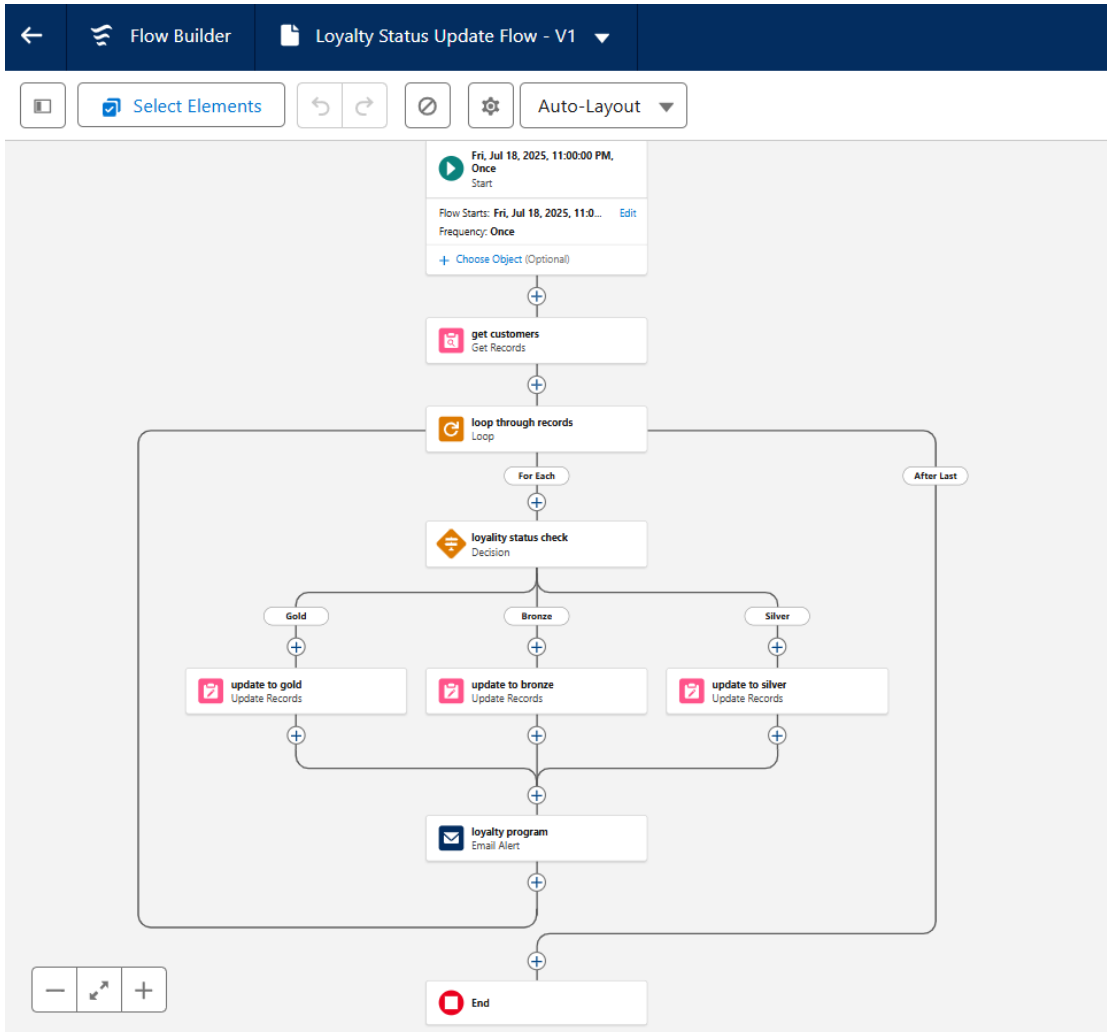 Flow Builder
Loyalty Status Update Flow - V1
Select Elements
Auto-Layout
Fri, Jul 18, 2025, 11:00:00 PM,
Once
Start
Flow Starts: Fri, Jul 18, 2025, 11:0... Edit
Frequency: Once
+ Choose Object (Optional)
get customers
Get Records
loop through records
Loop
For Each
After Last
loyality status check
Decision
Gold
Bronze
Silver
update to gold
Update Records
update to bronze
Update Records
update to silver
Update Records
loyalty program
Email Alert
End